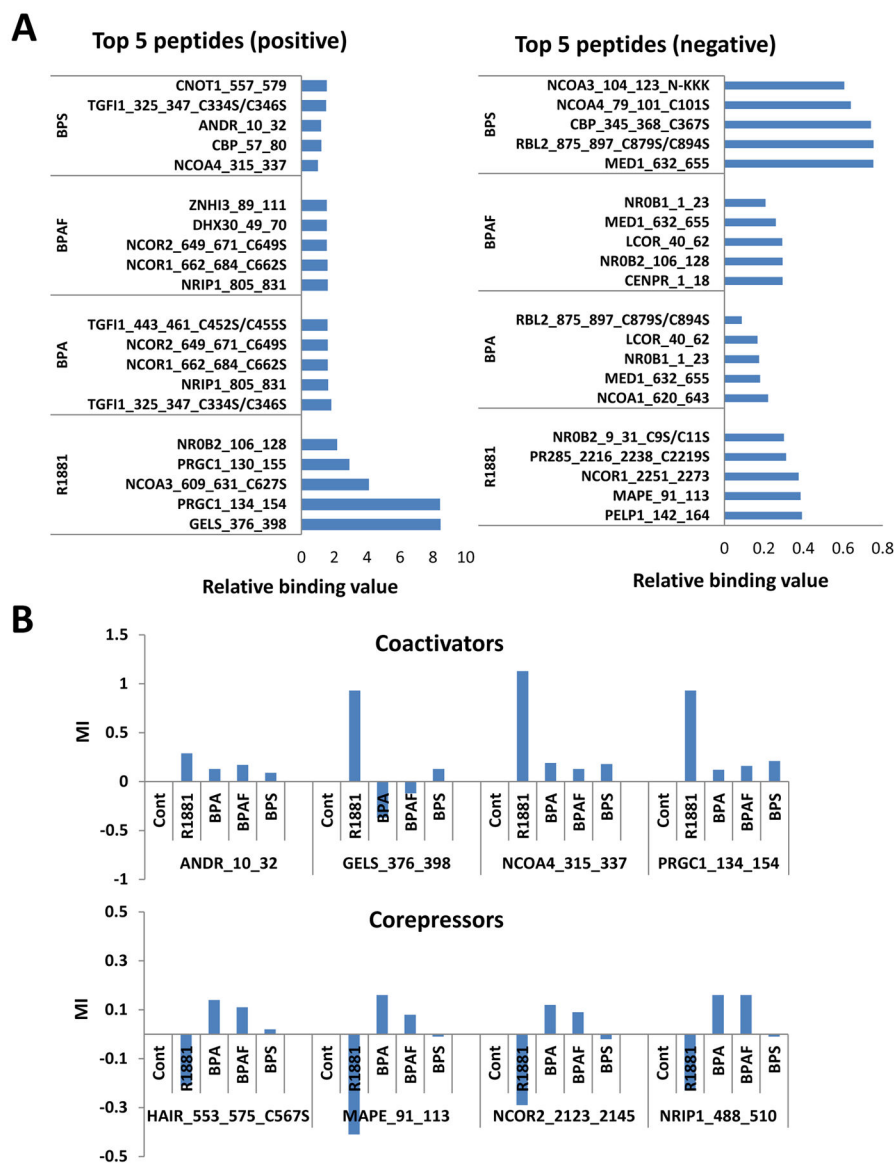 A
Top 5 peptides (positive)
BPS
CNOT1_557_579
TGFI1_325_347_C334S/C346S
ANDR_10_32
CBP_57_80
NCOA4_315_337
BPAF
ZNHI3_89_111
DHX30_49_70
NCOR2_649_671_C649S
NCOR1_662_684_C662S
NRIP1_805_831
BPA
TGFI1_443_461_C452S/C455S
NCOR2_649_671_C649S
NCOR1_662_684_C662S
NRIP1_805_831
TGFI1_325_347_C334S/C346S
R1881
NR0B2_106_128
PRGC1_130_155
NCOA3_609_631_C627S
PRGC1_134_154
GELS_376_398
0 2 4 6 8 10
Relative binding value
Top 5 peptides (negative)
BPS
NCOA3_104_123_N-KKK
NCOA4_79_101_C101S
CBP_345_368_C367S
RBL2_875_897_C879S/C894S
MED1_632_655
BPAF
NR0B1_1_23
MED1_632_655
LCOR_40_62
NR0B2_106_128
CENPR_1_18
BPA
RBL2_875_897_C879S/C894S
LCOR_40_62
NR0B1_1_23
MED1_632_655
NCOA1_620_643
R1881
NR0B2_9_31_C9S/C11S
PR285_2216_2238_C2219S
NCOR1_2251_2273
MAPE_91_113
PELP1_142_164
0 0.2 0.4 0.6 0.8
Relative binding value
B
Coactivators
MI
1.5
1
0.5
0
-0.5
-1
Cont R1881 BPA BPAF BPS Cont R1881 BPA BPAF BPS Cont R1881 BPA BPAF BPS Cont R1881 BPA BPAF BPS
ANDR_10_32 GELS_376_398 NCOA4_315_337 PRGC1_134_154
Corepressors
MI
0.5
0.3
0.1
-0.1
-0.3
-0.5
Cont R1881 BPA BPAF BPS Cont R1881 BPA BPAF BPS Cont R1881 BPA BPAF BPS Cont R1881 BPA BPAF BPS
HAIR_553_575_C567S MAPE_91_113 NCOR2_2123_2145 NRIP1_488_510